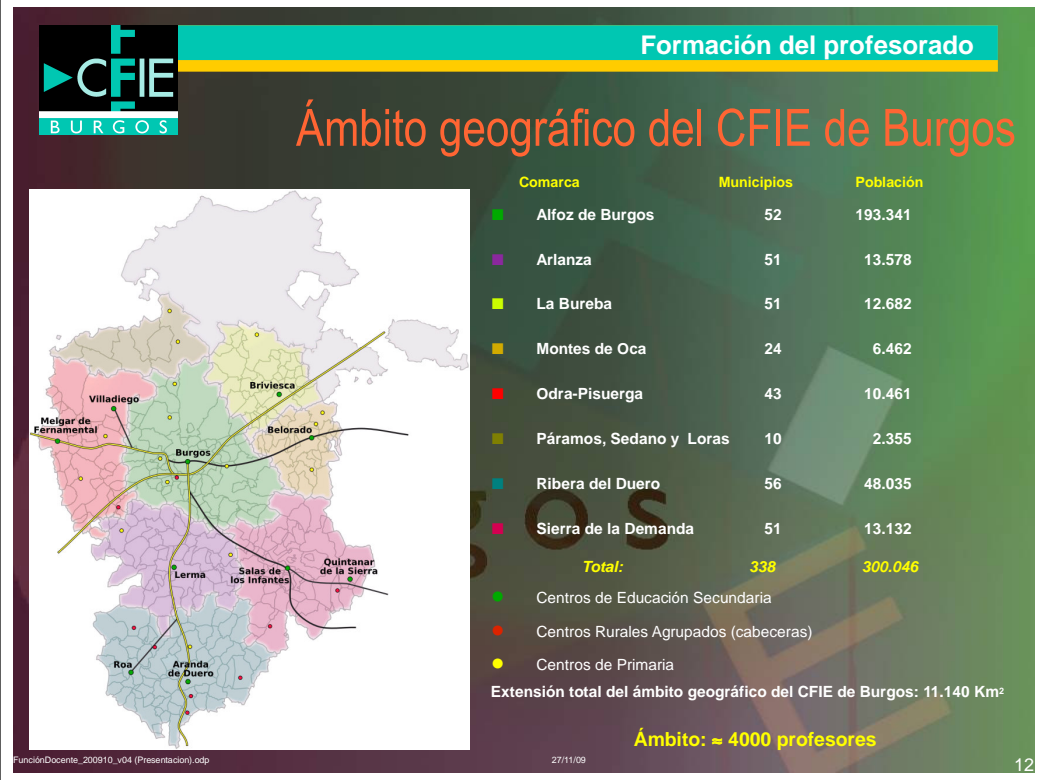 Formación del profesorado
CFIE
BURGOS
Ámbito geográfico del CFIE de Burgos
Comarca Municipios Población
Alfoz de Burgos 52 193.341
Arlanza 51 13.578
La Bureba 51 12.682
Montes de Oca 24 6.462
Odra-Pisuerga 43 10.461
Páramos, Sedano y Loras 10 2.355
Ribera del Duero 56 48.035
Sierra de la Demanda 51 13.132
Total: 338 300.046
Centros de Educación Secundaria
Centros Rurales Agrupados (cabeceras)
Centros de Primaria
Extensión total del ámbito geográfico del CFIE de Burgos: 11.140 Km²
Ámbito: ≈ 4000 profesores
Briviesca
Villadiego
Melgar de
Fernamental
Belorado
Burgos
Lerma
Salas de
los Infantes
Quintanar
de la Sierra
Roa
Aranda
de Duero
FunciónDocente_200910_v04 (Presentacion).odp
27/11/09
12